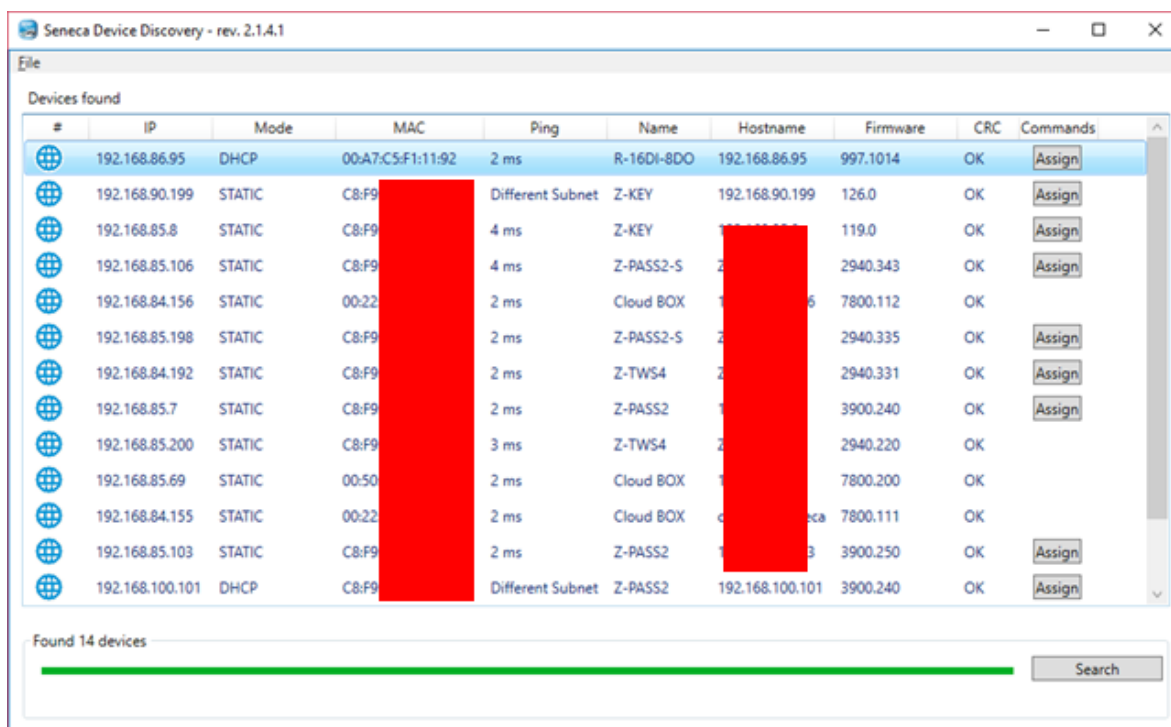 Seneca Device Discovery - rev. 2.1.4.1
File
Devices found
# IP Mode MAC Ping Name Hostname Firmware CRC Commands
192.168.86.95 DHCP 00:A7:C5:F1:11:92 2 ms R-16DI-8DO 192.168.86.95 997.1014 OK Assign
192.168.90.199 STATIC C8:F9 Different Subnet Z-KEY 192.168.90.199 126.0 OK Assign
192.168.85.8 STATIC C8:F9 4 ms Z-KEY 119.0 OK Assign
192.168.85.106 STATIC C8:F9 4 ms Z-PASS2-S Z 2940.343 OK Assign
192.168.84.156 STATIC 00:22: 2 ms Cloud BOX 1 6 7800.112 OK
192.168.85.198 STATIC C8:F9 2 ms Z-PASS2-S 2940.335 OK Assign
192.168.84.192 STATIC C8:F9 2 ms Z-TWS4 2940.331 OK Assign
192.168.85.7 STATIC C8:F9 2 ms Z-PASS2 1 3900.240 OK Assign
192.168.85.200 STATIC C8:F9 3 ms Z-TWS4 2940.220 OK
192.168.85.69 STATIC 00:50 2 ms Cloud BOX 1 7800.200 OK
192.168.84.155 STATIC 00:22: 2 ms Cloud BOX eca 7800.111 OK
192.168.85.103 STATIC C8:F9 2 ms Z-PASS2 1 3 3900.250 OK Assign
192.168.100.101 DHCP C8:F9 Different Subnet Z-PASS2 192.168.100.101 3900.240 OK Assign
Found 14 devices
Search